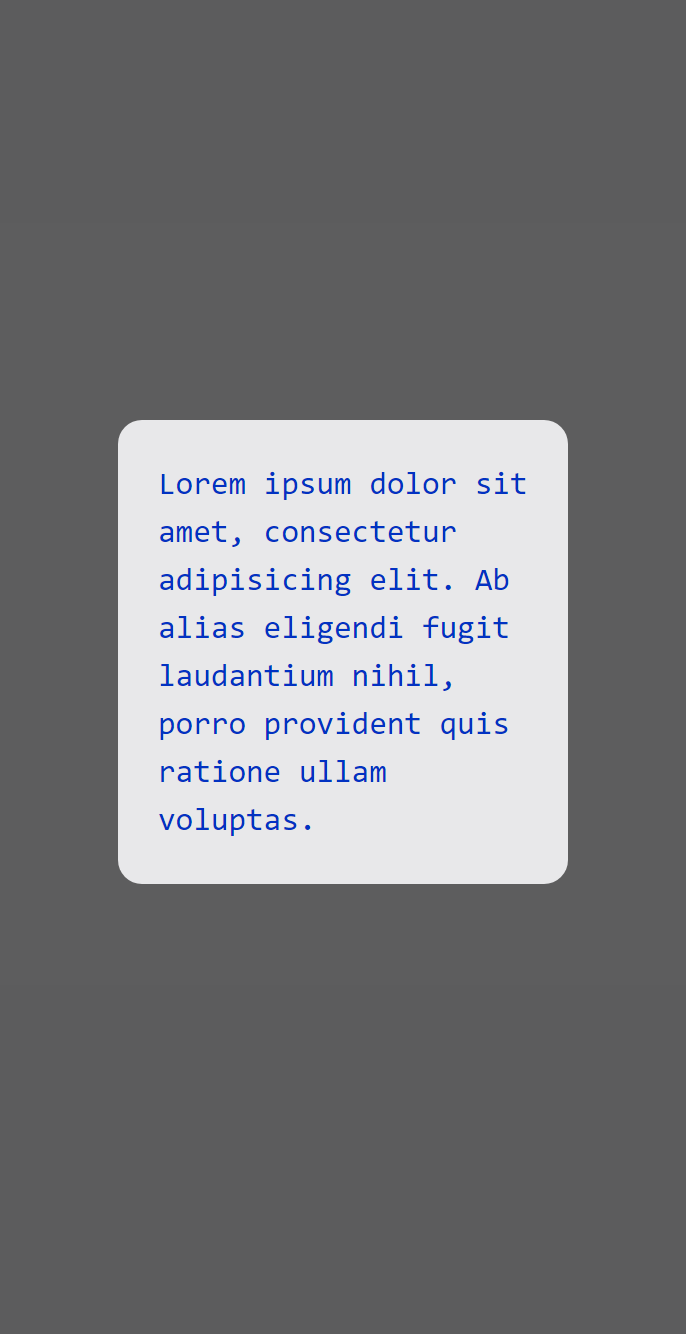 Lorem ipsum dolor sit
amet, consectetur
adipisicing elit. Ab
alias eligendi fugit
laudantium nihil,
porro provident quis
ratione ullam
voluptas.